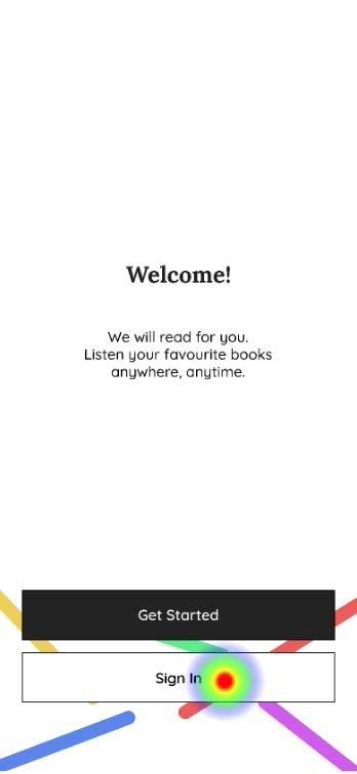 Welcome!
We will read for you.
Listen your favourite books
anywhere, anytime.
Get Started
Sign In